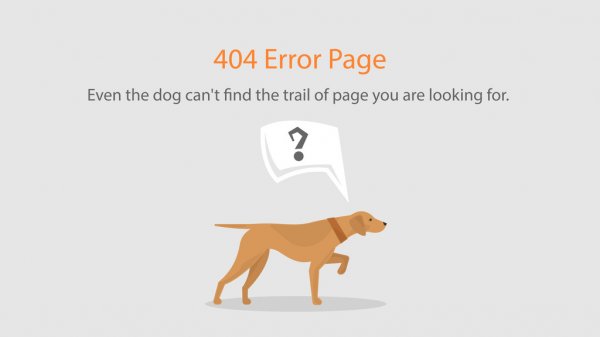 404 Error Page
Even the dog can't find the trail of page you are looking for.
?